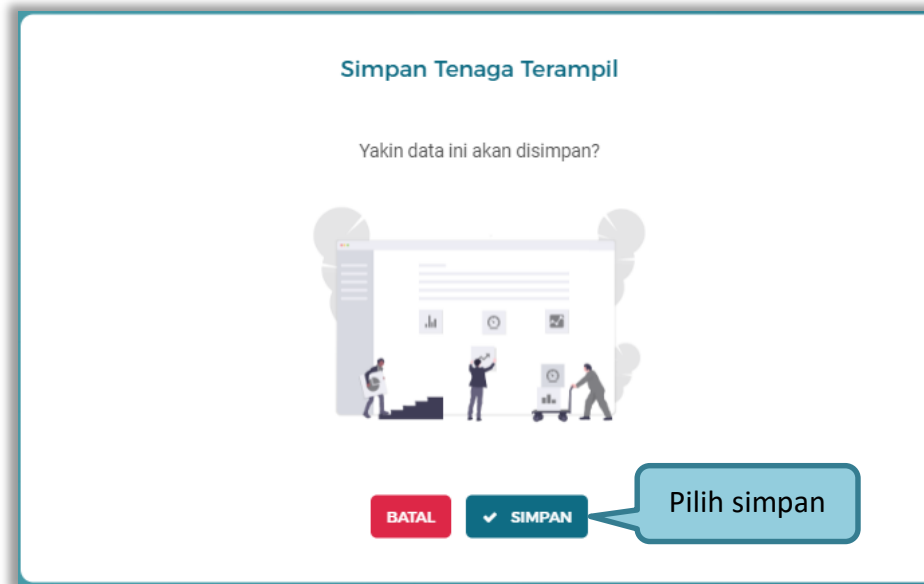 Simpan Tenaga Terampil
Yakin data ini akan disimpan?
BATAL
SIMPAN
Pilih simpan